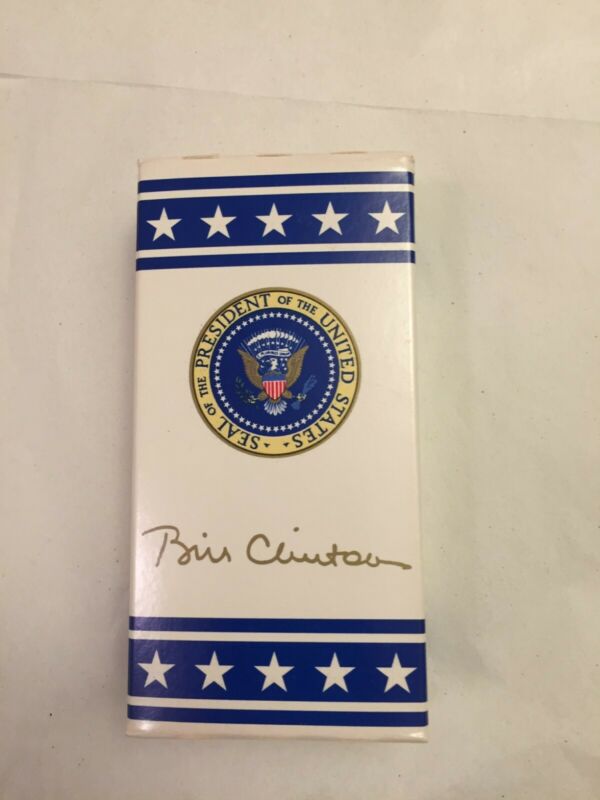 SEAL OF THE PRESIDENT OF THE UNITED STATES
Bill Clinton